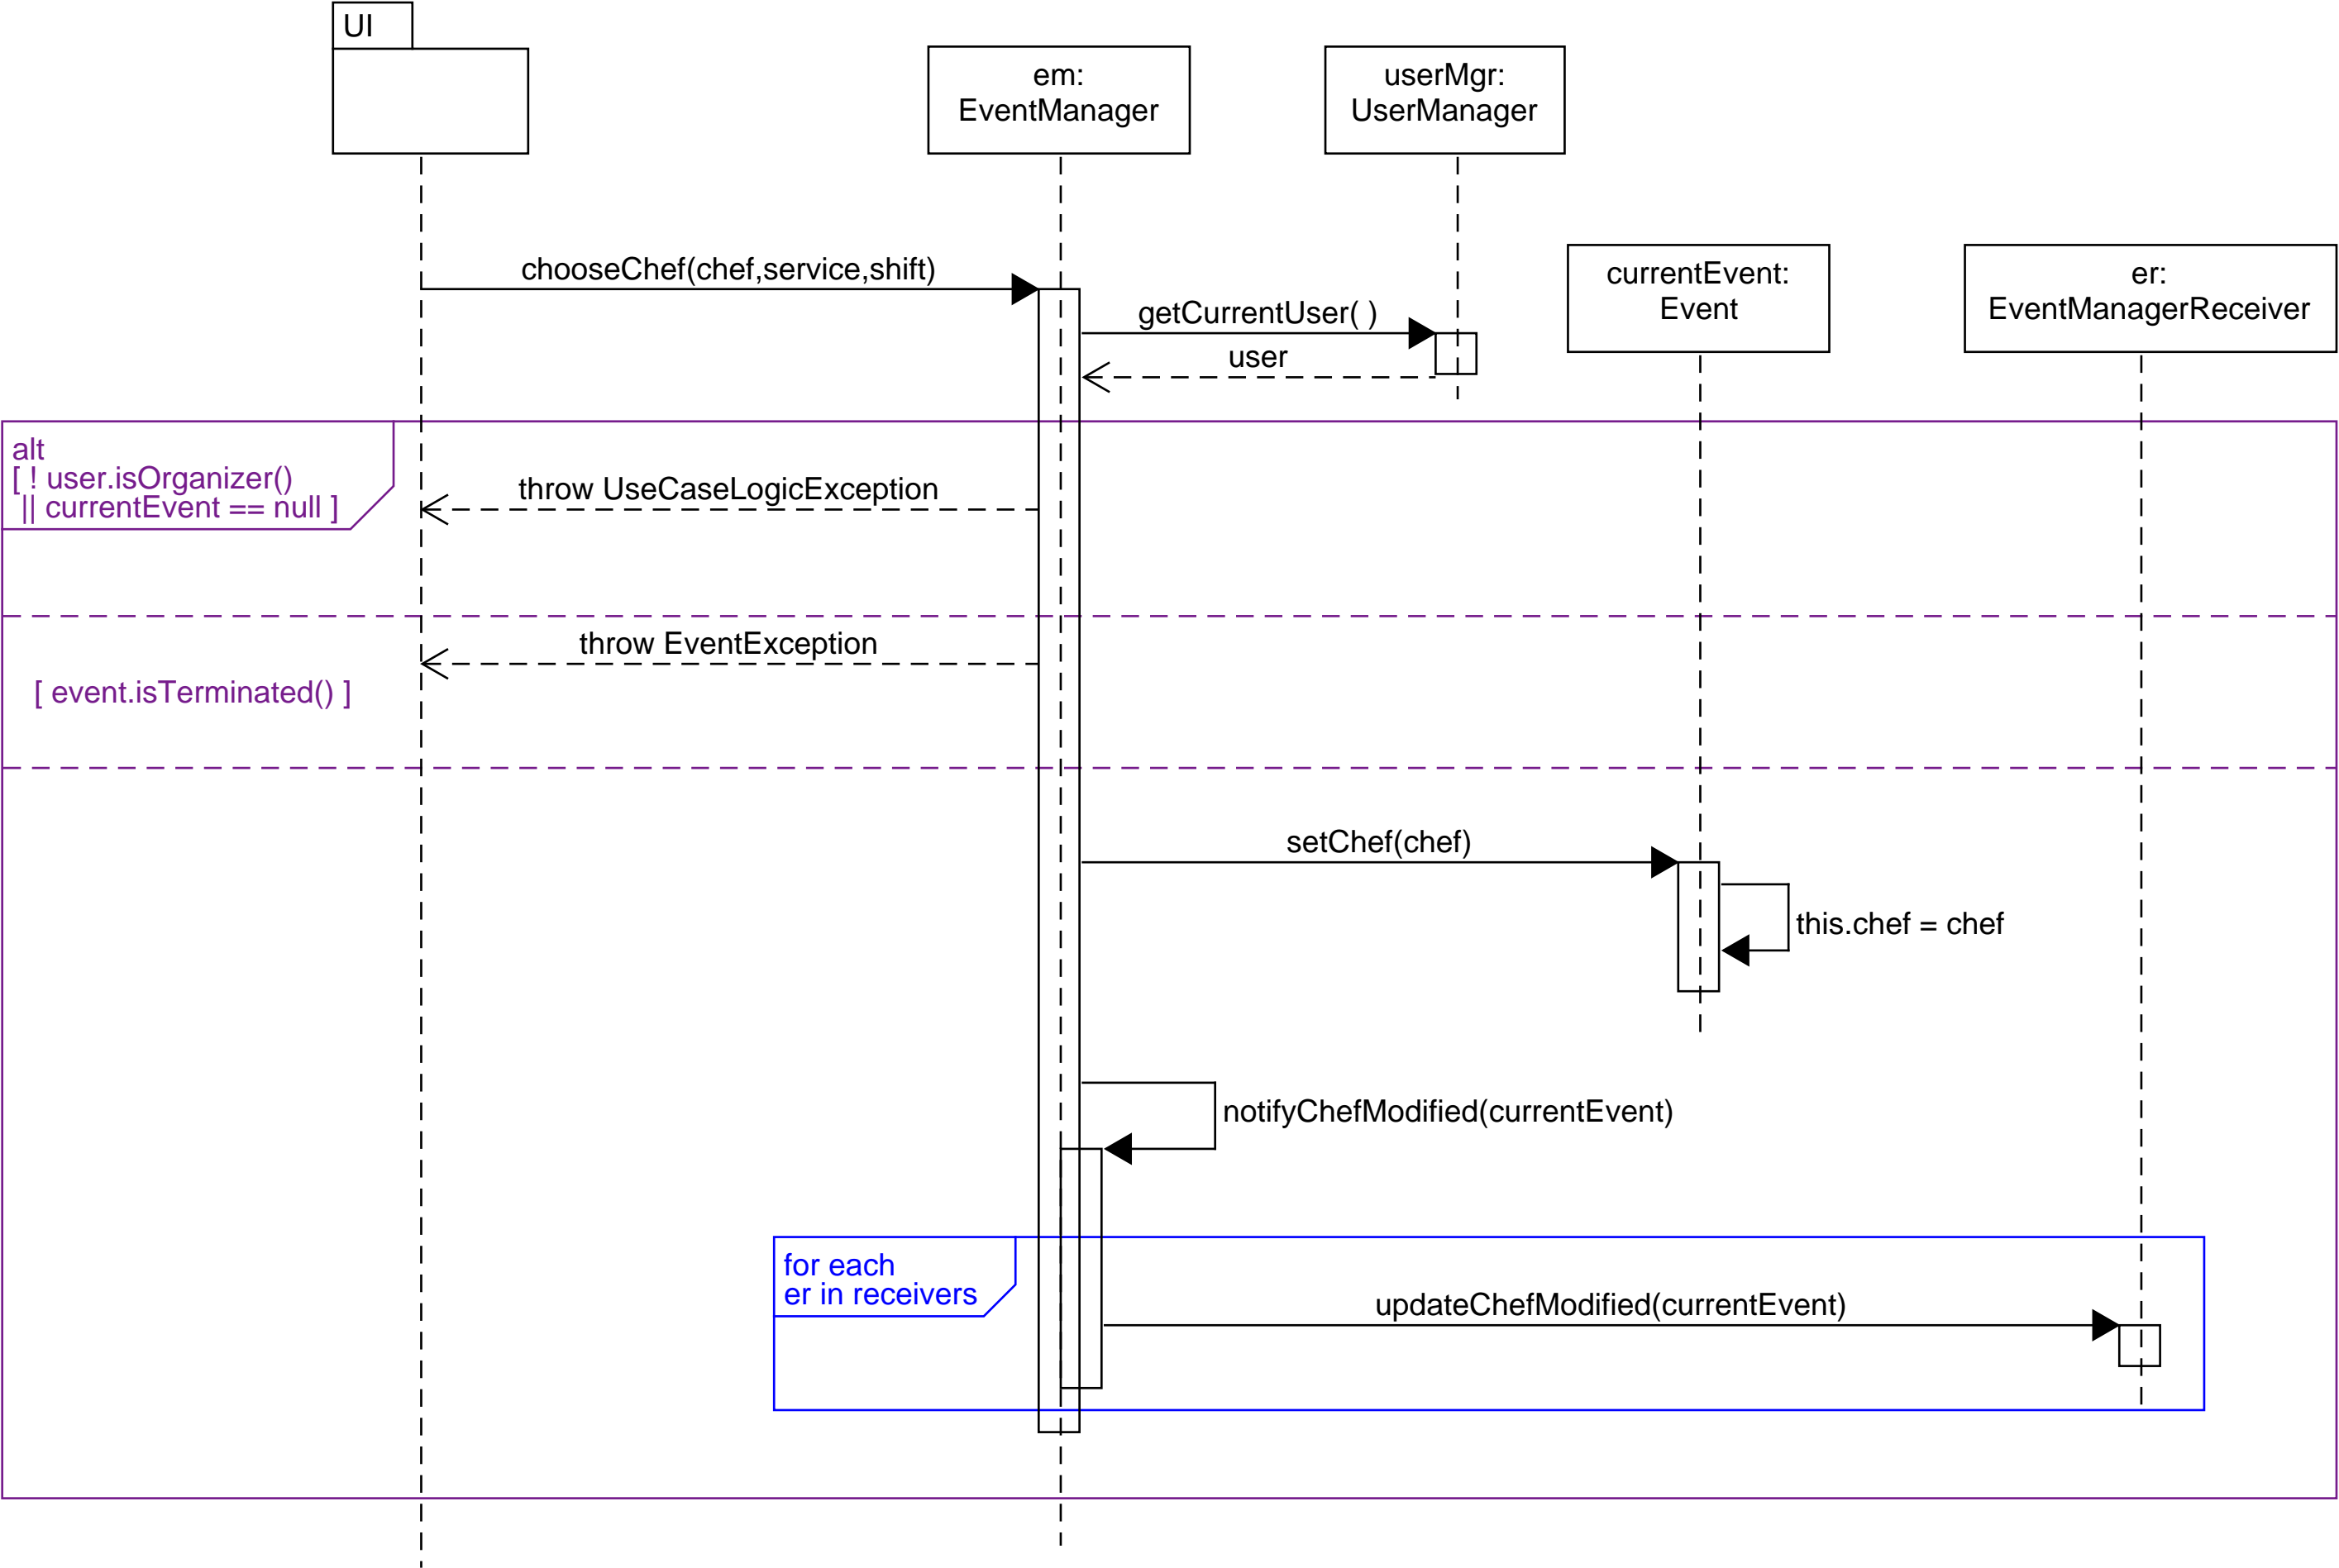 UI
em:
EventManager
userMgr:
UserManager
chooseChef(chef,service,shift)
currentEvent:
Event
er:
EventManagerReceiver
getCurrentUser( )
user
alt
[ ! user.isOrganizer()
|| currentEvent == null ]
throw UseCaseLogicException
throw EventException
[ event.isTerminated() ]
setChef(chef)
this.chef = chef
notifyChefModified(currentEvent)
for each
er in receivers
updateChefModified(currentEvent)